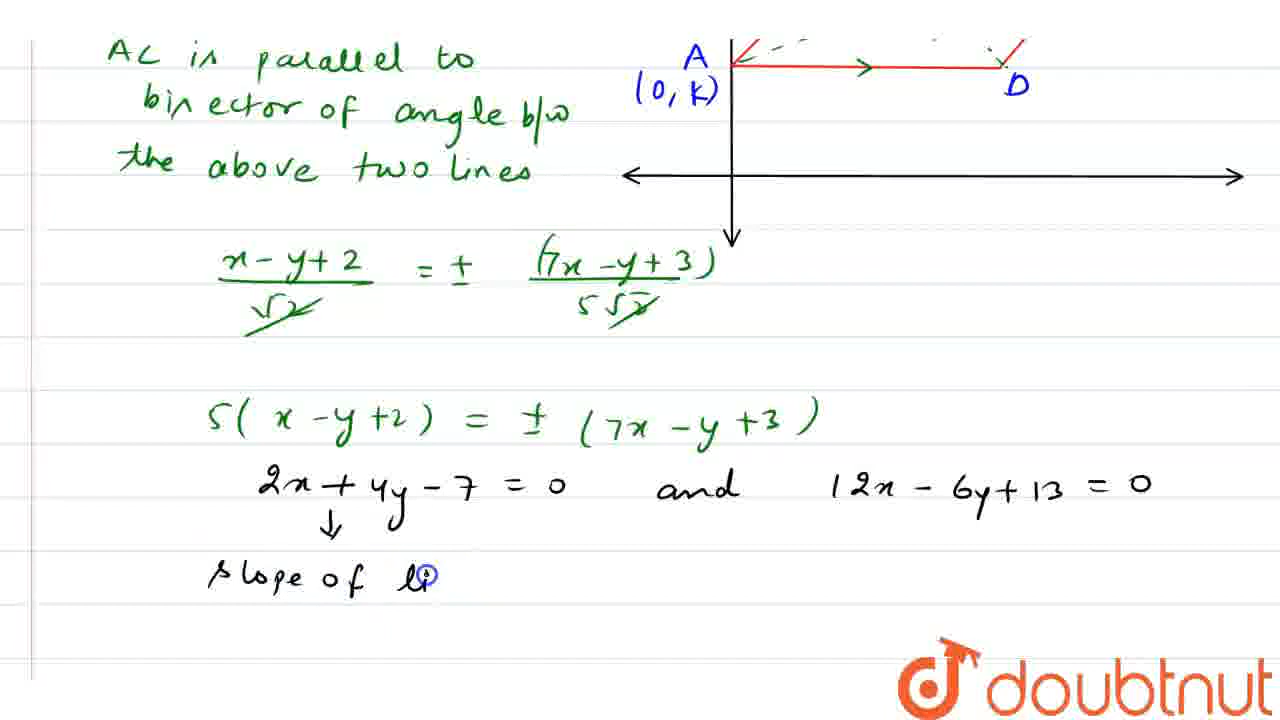 AC is parallel to
bisector of angle b/w
the above two lines
A
(0, k)
D
x - y + 2 / √2 = ± (7x - y + 3) / 5√2
5( x - y + 2 ) = ± ( 7x - y + 3 )
2x + 4y - 7 = 0 and 12x - 6y + 13 = 0
↓
slope of li
doubtnut